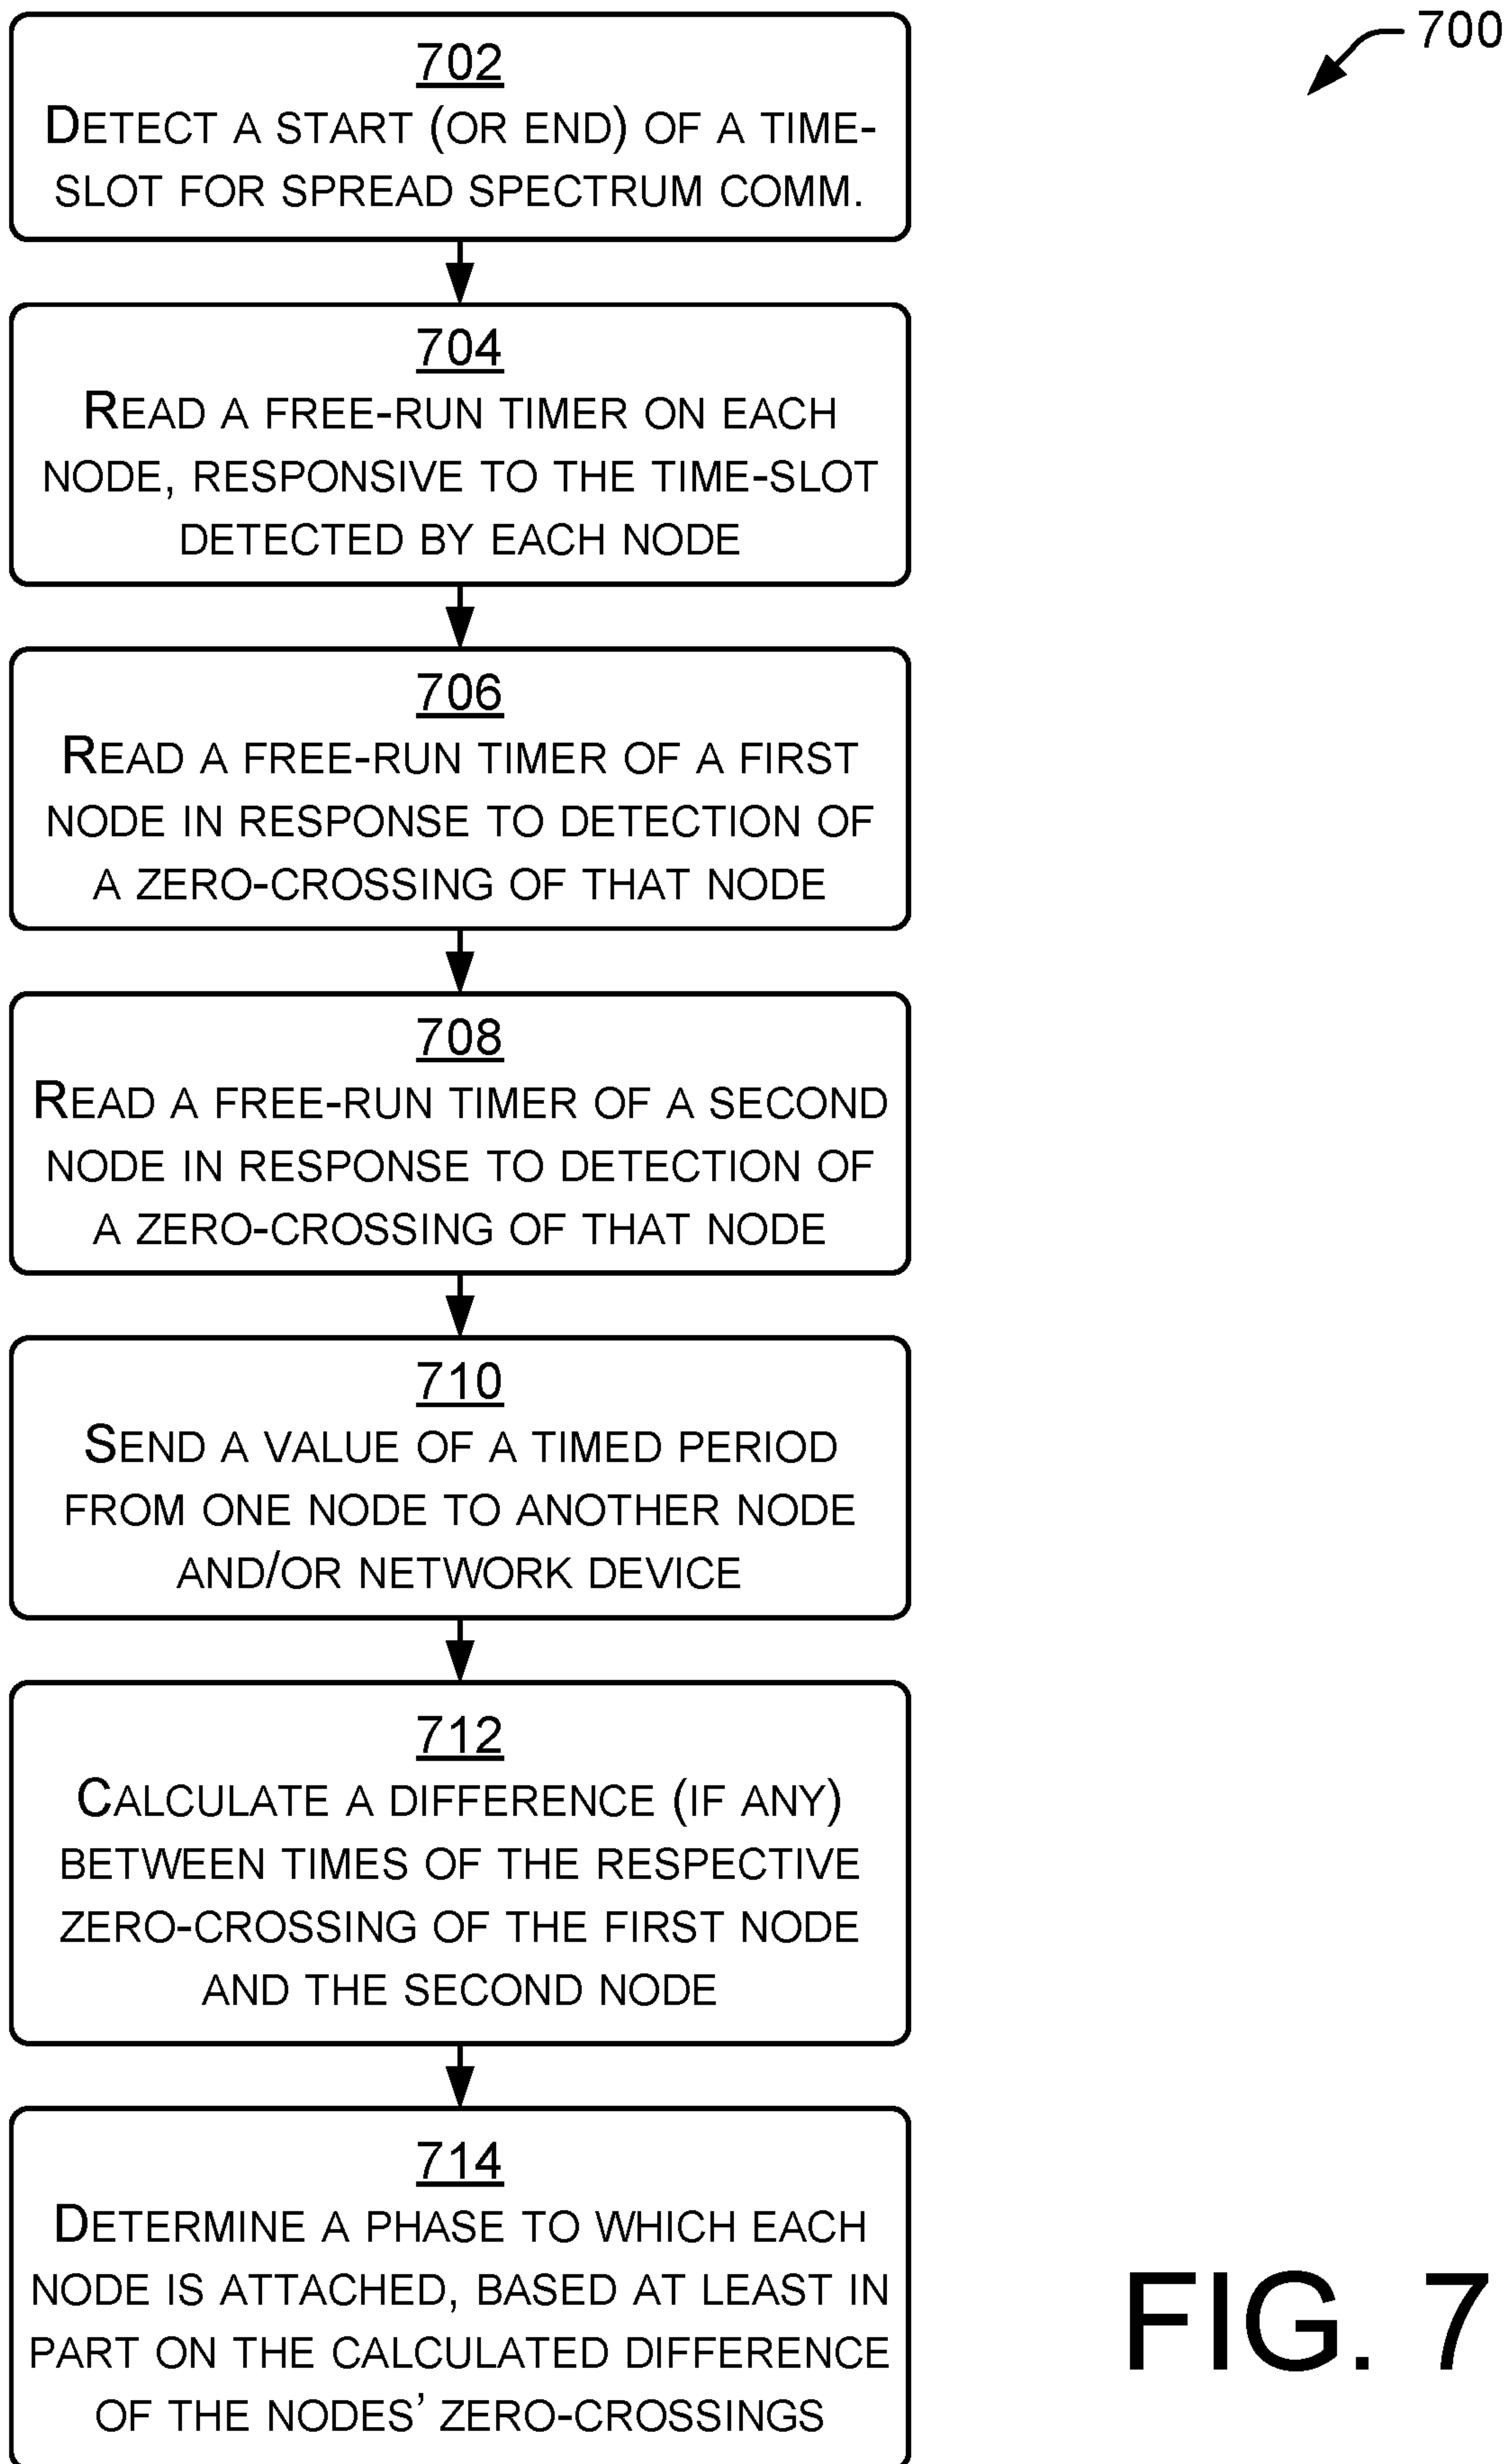 700
702
DETECT A START (OR END) OF A TIME-
SLOT FOR SPREAD SPECTRUM COMM.
704
READ A FREE-RUN TIMER ON EACH
NODE, RESPONSIVE TO THE TIME-SLOT
DETECTED BY EACH NODE
706
READ A FREE-RUN TIMER OF A FIRST
NODE IN RESPONSE TO DETECTION OF
A ZERO-CROSSING OF THAT NODE
708
READ A FREE-RUN TIMER OF A SECOND
NODE IN RESPONSE TO DETECTION OF
A ZERO-CROSSING OF THAT NODE
710
SEND A VALUE OF A TIMED PERIOD
FROM ONE NODE TO ANOTHER NODE
AND/OR NETWORK DEVICE
712
CALCULATE A DIFFERENCE (IF ANY)
BETWEEN TIMES OF THE RESPECTIVE
ZERO-CROSSING OF THE FIRST NODE
AND THE SECOND NODE
714
DETERMINE A PHASE TO WHICH EACH
NODE IS ATTACHED, BASED AT LEAST IN
PART ON THE CALCULATED DIFFERENCE
OF THE NODES’ ZERO-CROSSINGS
FIG. 7